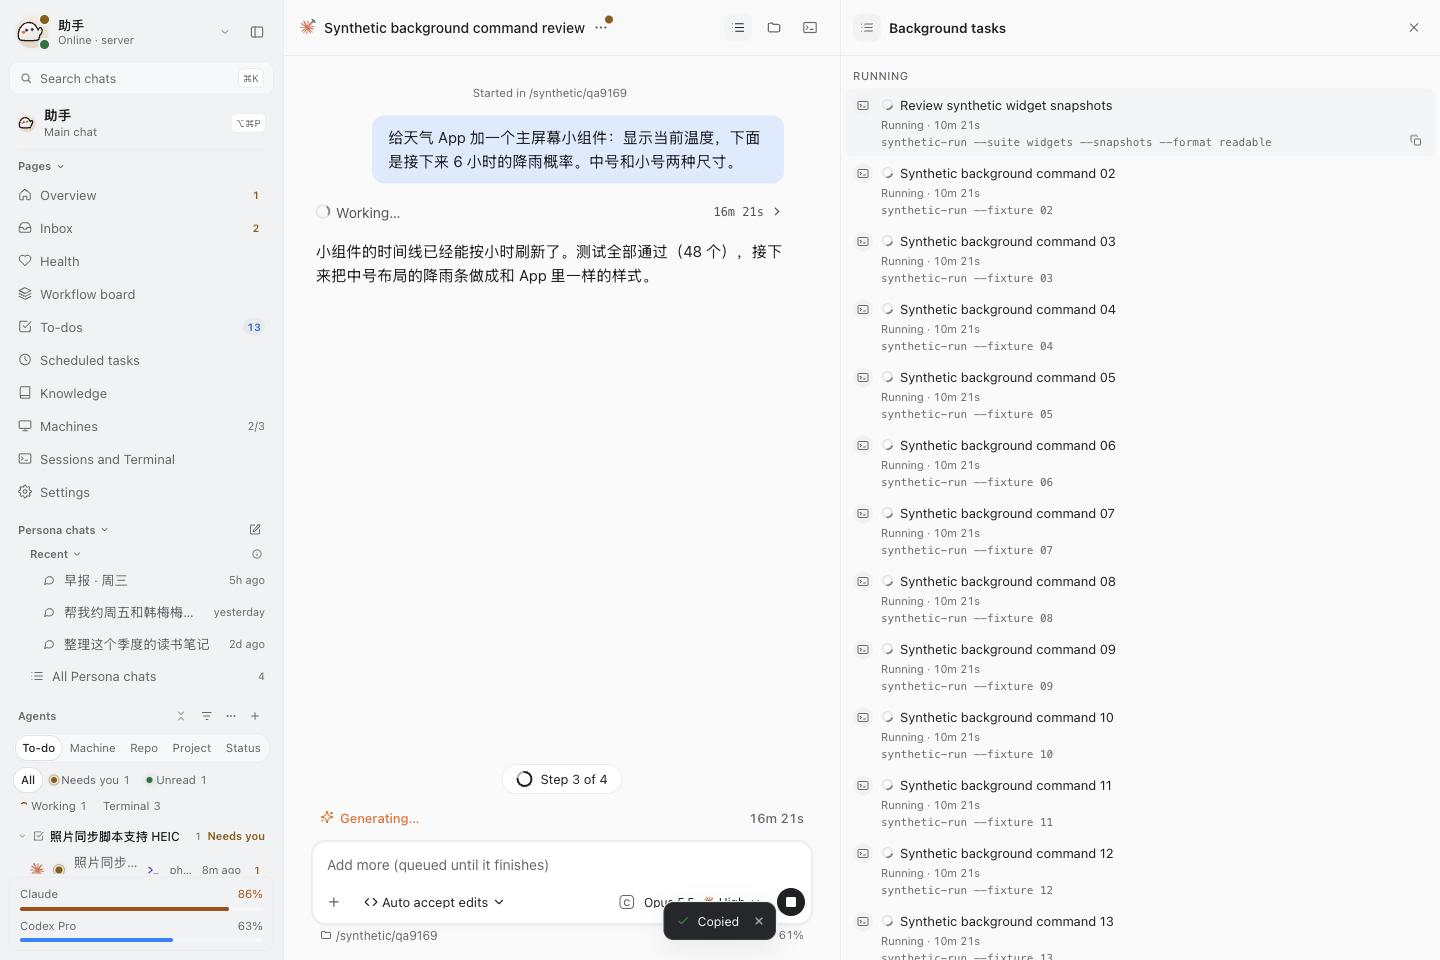 助手
Online · server
Search chats
⌘K
助手
Main chat
⌥⌘P
Pages
Overview
1
Inbox
2
Health
Workflow board
To-dos
13
Scheduled tasks
Knowledge
Machines
2/3
Sessions and Terminal
Settings
Persona chats
Recent
早报 · 周三
5h ago
帮我约周五和韩梅梅...
yesterday
整理这个季度的读书笔记
2d ago
All Persona chats
4
Agents
To-do Machine Repo Project Status
All Needs you 1 Unread 1
Working 1 Terminal 3
照片同步脚本支持 HEIC 1 Needs you
照片同步... ph... 8m ago 1
Claude 86%
Codex Pro 63%
Synthetic background command review
Started in /synthetic/qa9169
给天气 App 加一个主屏幕小组件：显示当前温度，下面
是接下来 6 小时的降雨概率。中号和小号两种尺寸。
Working...
16m 21s
小组件的时间线已经能按小时刷新了。测试全部通过（48 个），接下
来把中号布局的降雨条做成和 App 里一样的样式。
Step 3 of 4
Generating...
16m 21s
Add more (queued until it finishes)
Auto accept edits
C
/synthetic/qa9169
Copied
61%
Background tasks
RUNNING
Review synthetic widget snapshots
Running · 10m 21s
synthetic-run --suite widgets --snapshots --format readable
Synthetic background command 02
Running · 10m 21s
synthetic-run --fixture 02
Synthetic background command 03
Running · 10m 21s
synthetic-run --fixture 03
Synthetic background command 04
Running · 10m 21s
synthetic-run --fixture 04
Synthetic background command 05
Running · 10m 21s
synthetic-run --fixture 05
Synthetic background command 06
Running · 10m 21s
synthetic-run --fixture 06
Synthetic background command 07
Running · 10m 21s
synthetic-run --fixture 07
Synthetic background command 08
Running · 10m 21s
synthetic-run --fixture 08
Synthetic background command 09
Running · 10m 21s
synthetic-run --fixture 09
Synthetic background command 10
Running · 10m 21s
synthetic-run --fixture 10
Synthetic background command 11
Running · 10m 21s
synthetic-run --fixture 11
Synthetic background command 12
Running · 10m 21s
synthetic-run --fixture 12
Synthetic background command 13
Running · 10m 21s
synthetic-run --fixture 13